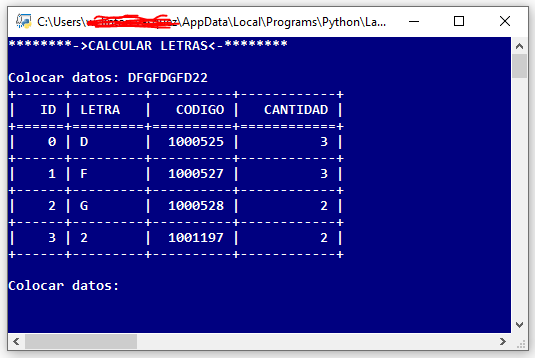 C:\Users\ \AppData\Local\Programs\Python\La...
********->CALCULAR LETRAS<-********
Colocar datos: DFGFDGFD22
+------+---------+----------+------------+
|   ID | LETRA   |   CODIGO |   CANTIDAD |
+======+=========+==========+============+
|    0 | D       |  1000525 |          3 |
+------+---------+----------+------------+
|    1 | F       |  1000527 |          3 |
+------+---------+----------+------------+
|    2 | G       |  1000528 |          2 |
+------+---------+----------+------------+
|    3 | 2       |  1001197 |          2 |
+------+---------+----------+------------+
Colocar datos: